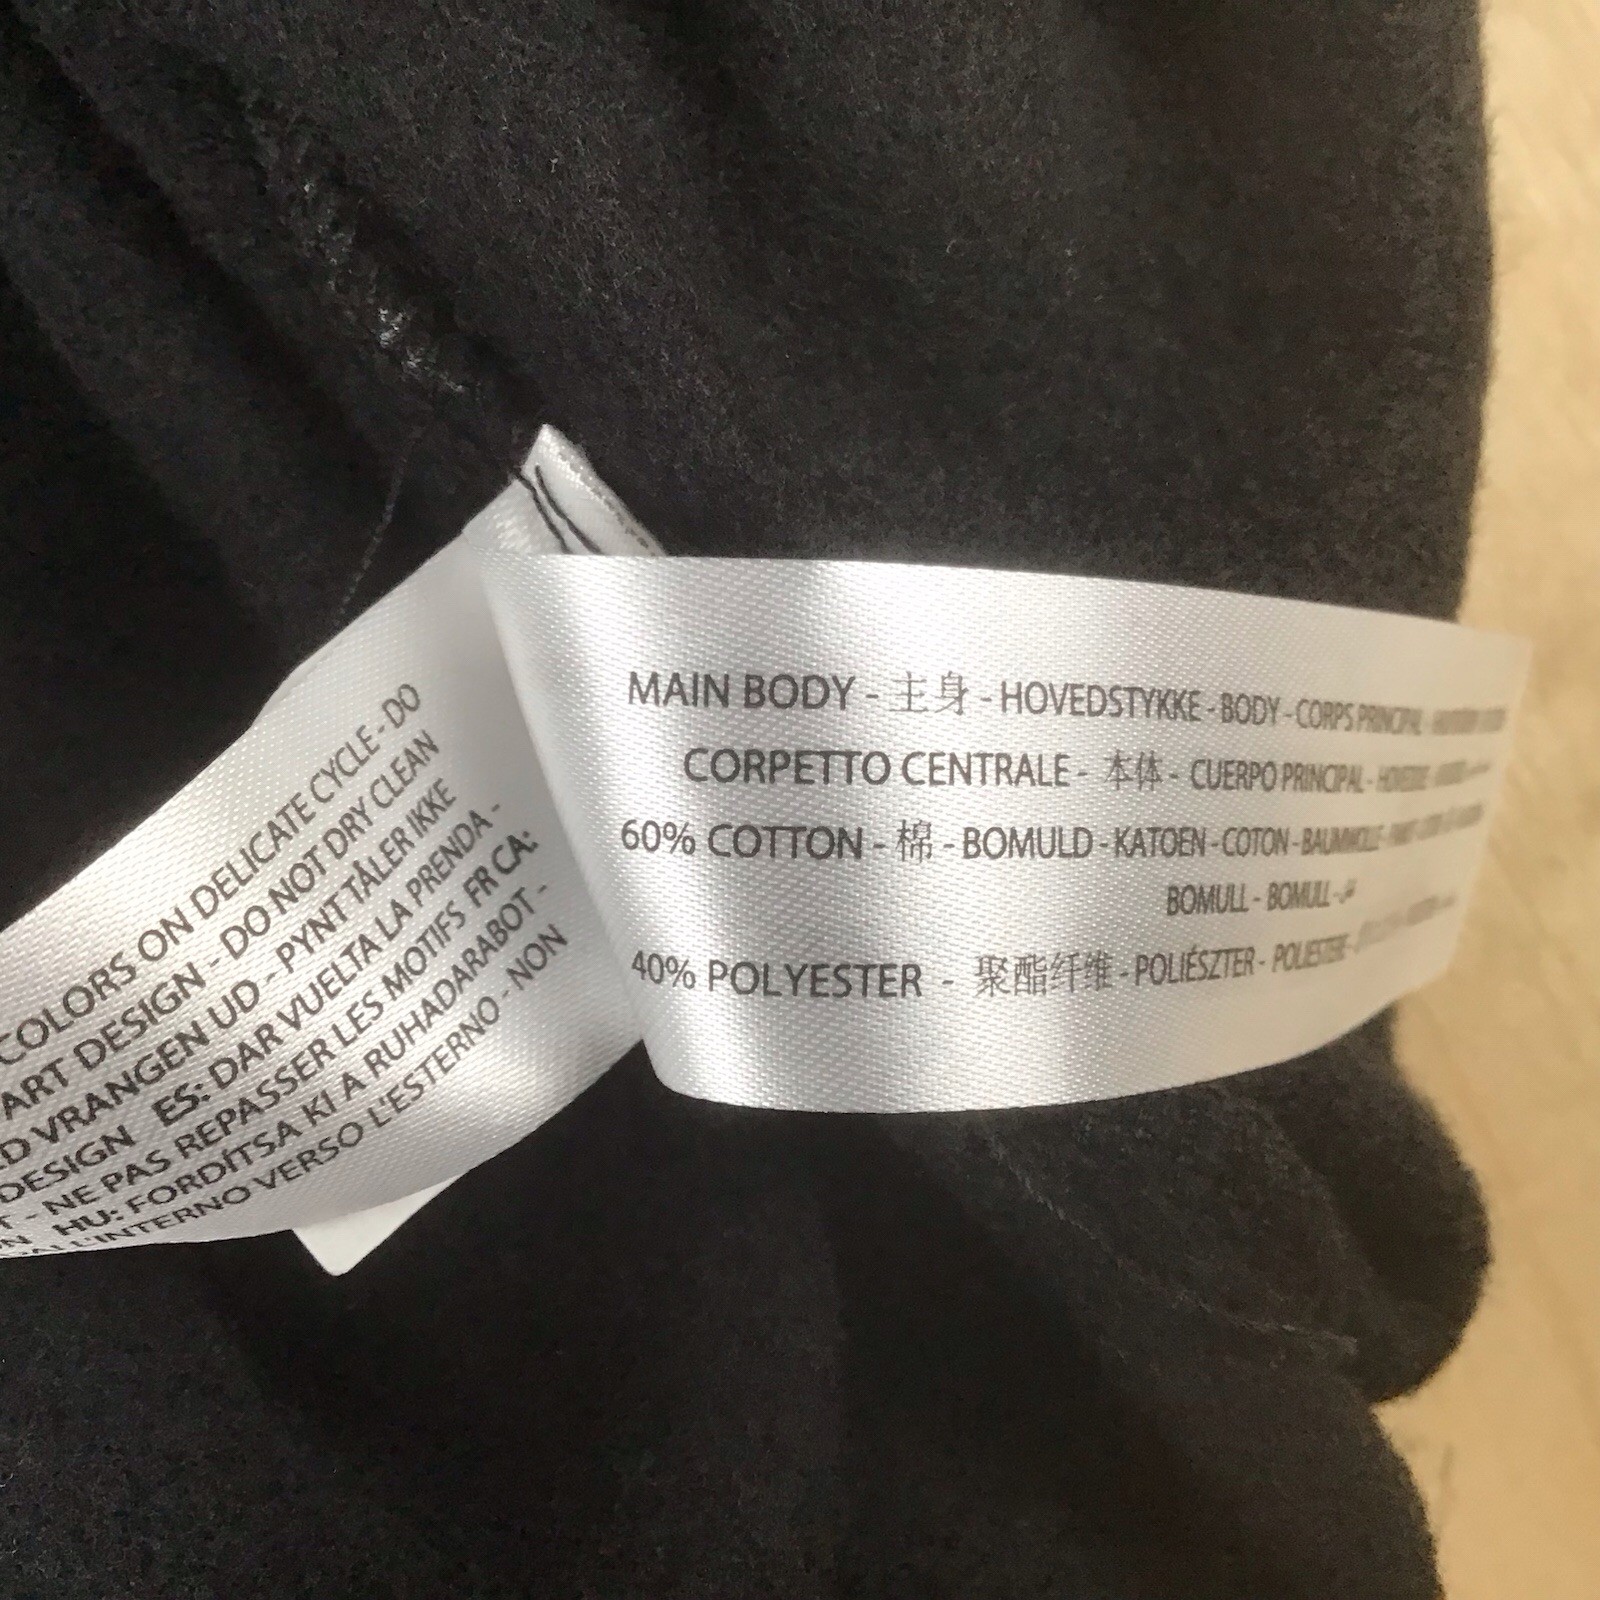 COLORS ON DELICATE CYCLE - DO
ART DESIGN - DO NOT DRY CLEAN
VRANGEN UD - PYNT TÅLER IKKE
DESIGN ES: DAR VUELTA LA PRENDA -
- NE PAS REPASSER LES MOTIFS FR CA:
HU: FORDÍTSA KI A RUHADARABOT -
L'INTERNO VERSO L'ESTERNO - NON
MAIN BODY - 主身 - HOVEDSTYKKE - BODY - CORPS PRINCIPAL
CORPETTO CENTRALE - 本体 - CUERPO PRINCIPAL -
60% COTTON - 棉 - BOMULD - KATOEN - COTON - BAUMWOLLE -
BOMULL - BOMULL -
40% POLYESTER - 聚酯纤维 - POLIÉSZTER - POLIESTERE -